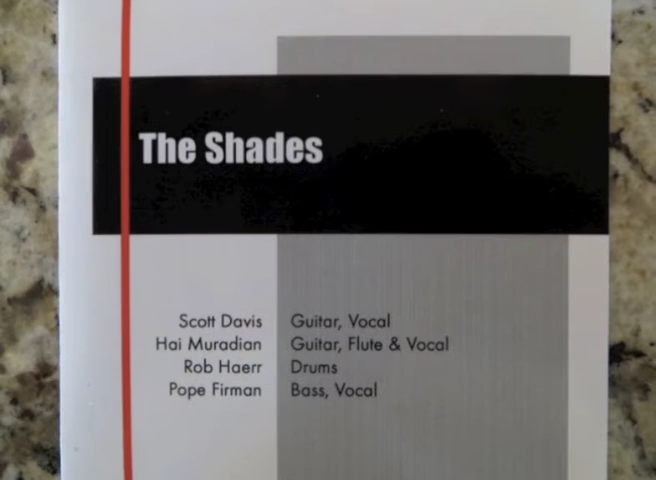 The Shades
Scott Davis Guitar, Vocal
Hai Muradian Guitar, Flute & Vocal
Rob Haerr Drums
Pope Firman Bass, Vocal